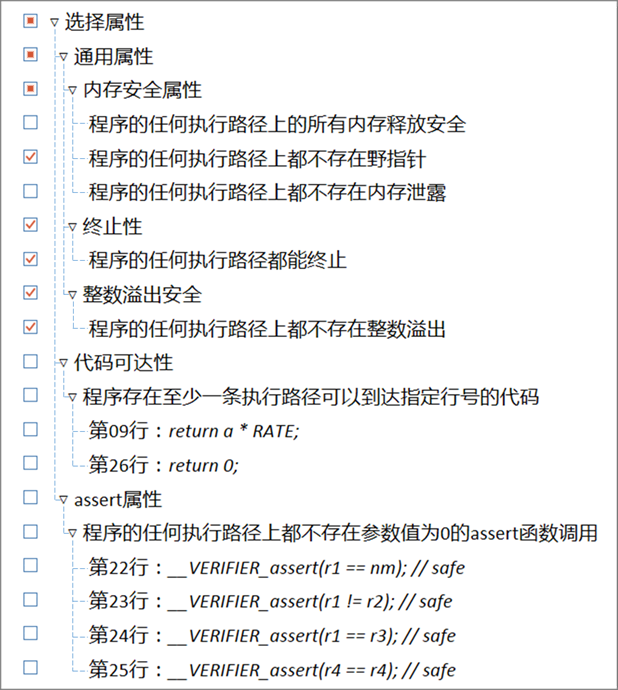 选择属性
通用属性
内存安全属性
程序的任何执行路径上的所有内存释放安全
程序的任何执行路径上都不存在野指针
程序的任何执行路径上都不存在内存泄露
终止性
程序的任何执行路径都能终止
整数溢出安全
程序的任何执行路径上都不存在整数溢出
代码可达性
程序存在至少一条执行路径可以到达指定行号的代码
第09行：return a * RATE;
第26行：return 0;
assert属性
程序的任何执行路径上都不存在参数值为0的assert函数调用
第22行：__VERIFIER_assert(r1 == nm); // safe
第23行：__VERIFIER_assert(r1 != r2); // safe
第24行：__VERIFIER_assert(r1 == r3); // safe
第25行：__VERIFIER_assert(r4 == r4); // safe